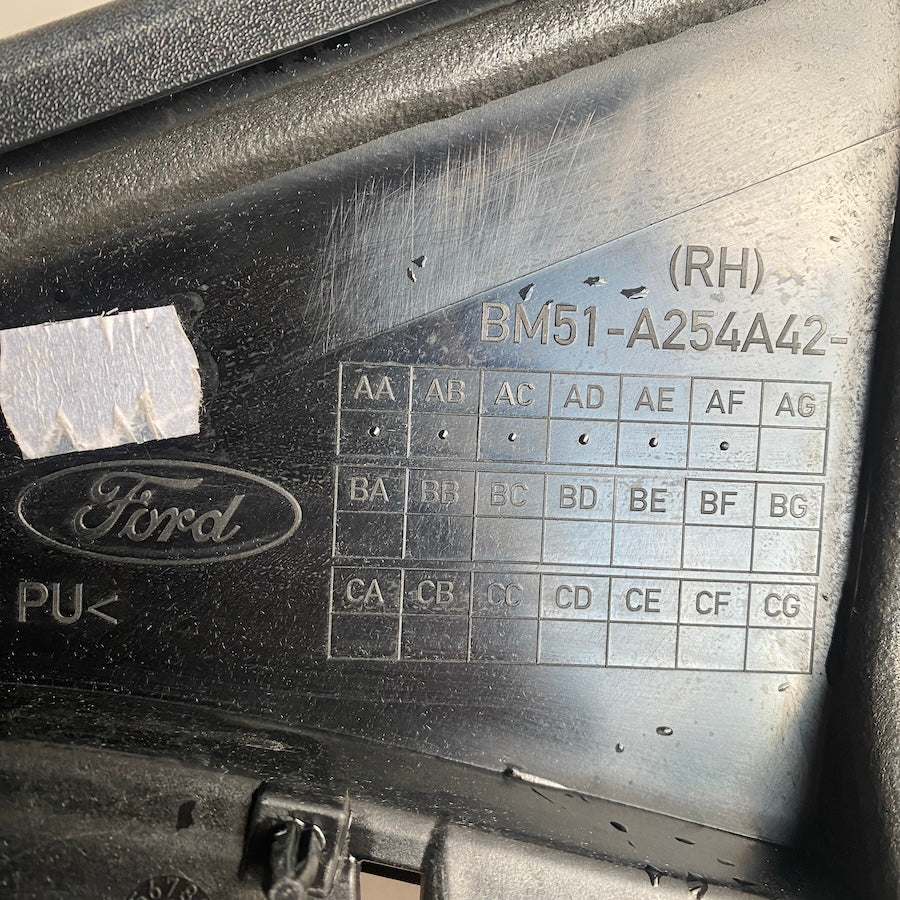 (RH)
BM51-A254A42-
AA AB AC AD AE AF AG
BA BB BC BD BE BF BG
Ford
PU<
CA CB CC CD CE CF CG